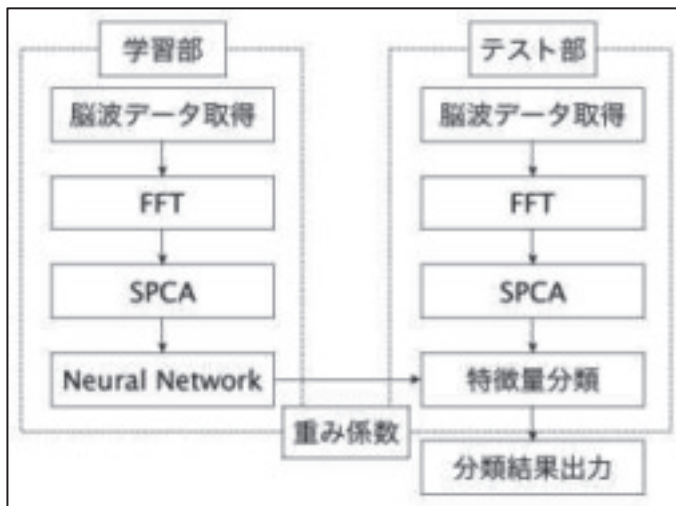 学習部
脳波データ取得
FFT
SPCA
Neural Network
テスト部
脳波データ取得
FFT
SPCA
特徴量分類
重み係数
分類結果出力